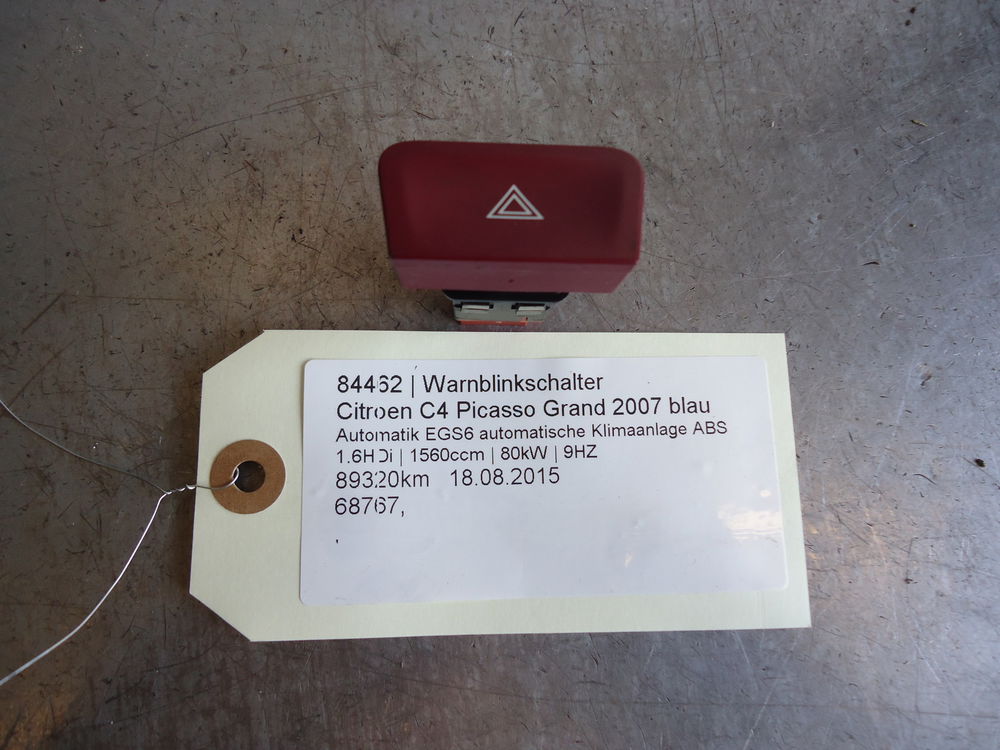 84462 | Warnblinkschalter
Citroen C4 Picasso Grand 2007 blau
Automatik EGS6 automatische Klimaanlage ABS
1.6HDi | 1560ccm | 80kW | 9HZ
89320km 18.08.2015
68767,